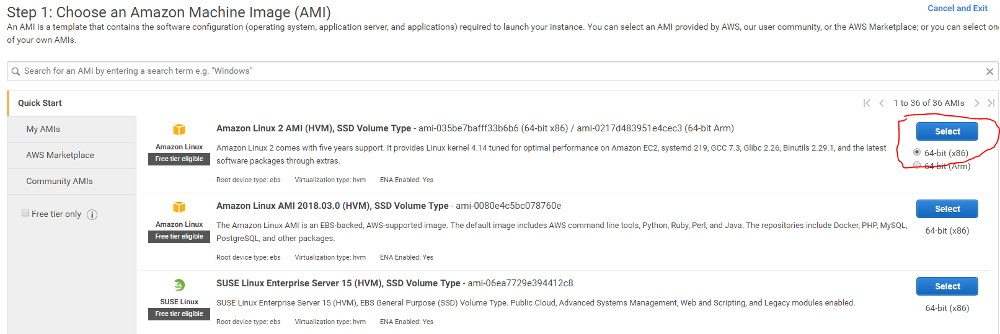 Step 1: Choose an Amazon Machine Image (AMI)
Cancel and Exit
An AMI is a template that contains the software configuration (operating system, application server, and applications) required to launch your instance. You can select an AMI provided by AWS, our user community, or the AWS Marketplace; or you can select one
of your own AMIs.
Search for an AMI by entering a search term e.g. "Windows"
Quick Start
1 to 36 of 36 AMIs
My AMIs
AWS Marketplace
Community AMIs
Free tier only
Amazon Linux
Free tier eligible
Amazon Linux 2 AMI (HVM), SSD Volume Type - ami-035be7bafff33b6b6 (64-bit x86) / ami-0217d483951e4cec3 (64-bit Arm)
Amazon Linux 2 comes with five years support. It provides Linux kernel 4.14 tuned for optimal performance on Amazon EC2, systemd 219, GCC 7.3, Glibc 2.26, Binutils 2.29.1, and the latest
software packages through extras.
Root device type: ebs Virtualization type: hvm ENA Enabled: Yes
Select
64-bit (x86)
64-bit (Arm)
Amazon Linux
Free tier eligible
Amazon Linux AMI 2018.03.0 (HVM), SSD Volume Type - ami-0080e4c5bc078760e
The Amazon Linux AMI is an EBS-backed, AWS-supported image. The default image includes AWS command line tools, Python, Ruby, Perl, and Java. The repositories include Docker, PHP, MySQL,
PostgreSQL, and other packages.
Root device type: ebs Virtualization type: hvm ENA Enabled: Yes
Select
64-bit (x86)
SUSE Linux
Free tier eligible
SUSE Linux Enterprise Server 15 (HVM), SSD Volume Type - ami-06ea7729e394412c8
SUSE Linux Enterprise Server 15 (HVM), EBS General Purpose (SSD) Volume Type. Public Cloud, Advanced Systems Management, Web and Scripting, and Legacy modules enabled.
Root device type: ebs Virtualization type: hvm ENA Enabled: Yes
Select
64-bit (x86)